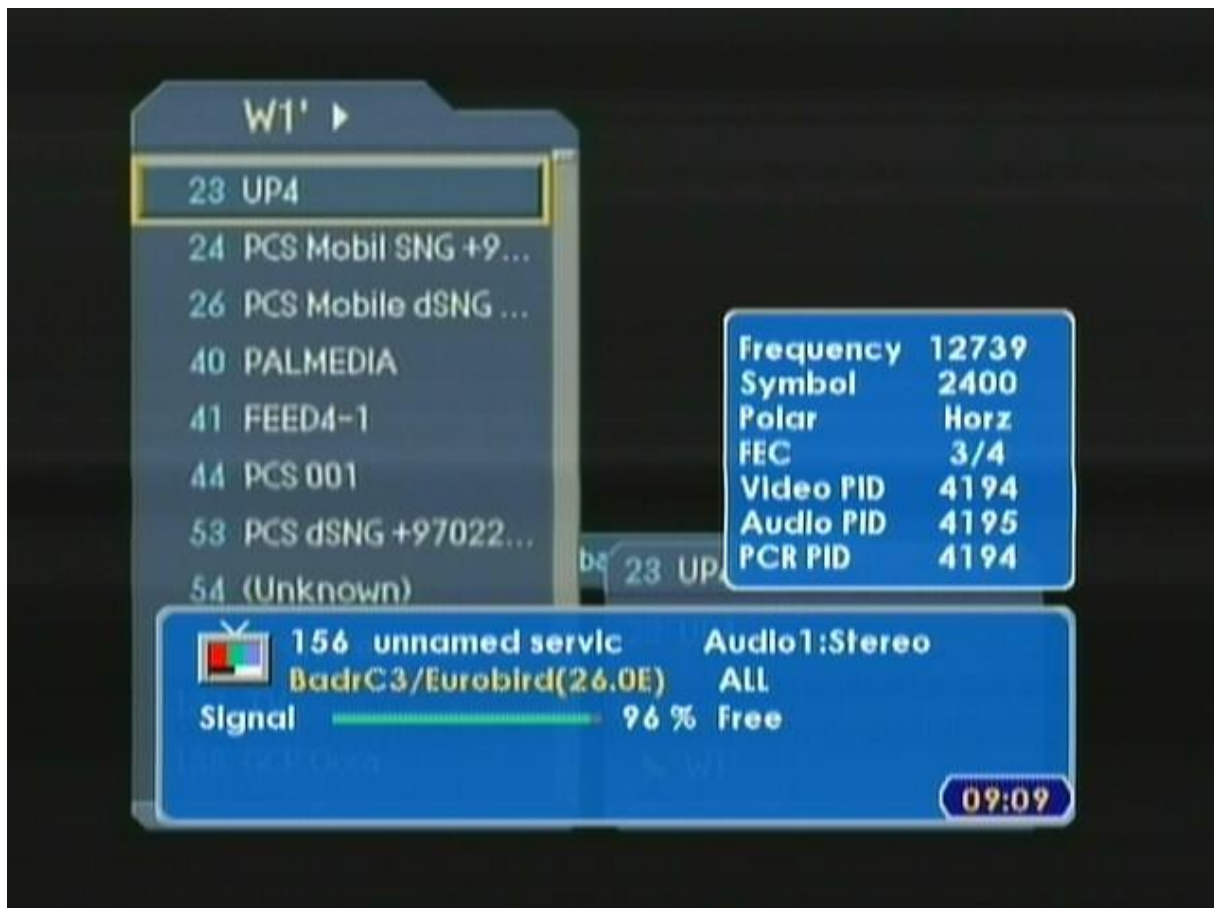 W1'
23 UP4
24 PCS Mobil SNG +9...
26 PCS Mobile dSNG ...
40 PALMEDIA
41 FEED4-1
44 PCS 001
53 PCS dSNG +97022...
54 (Unknown)
23 UP
Frequency 12739
Symbol 2400
Polar Horz
FEC 3/4
Video PID 4194
Audio PID 4195
PCR PID 4194
156 unnamed servic Audio1:Stereo
BadrC3/Eurobird(26.0E) ALL
Signal 96 % Free
W1'
09:09